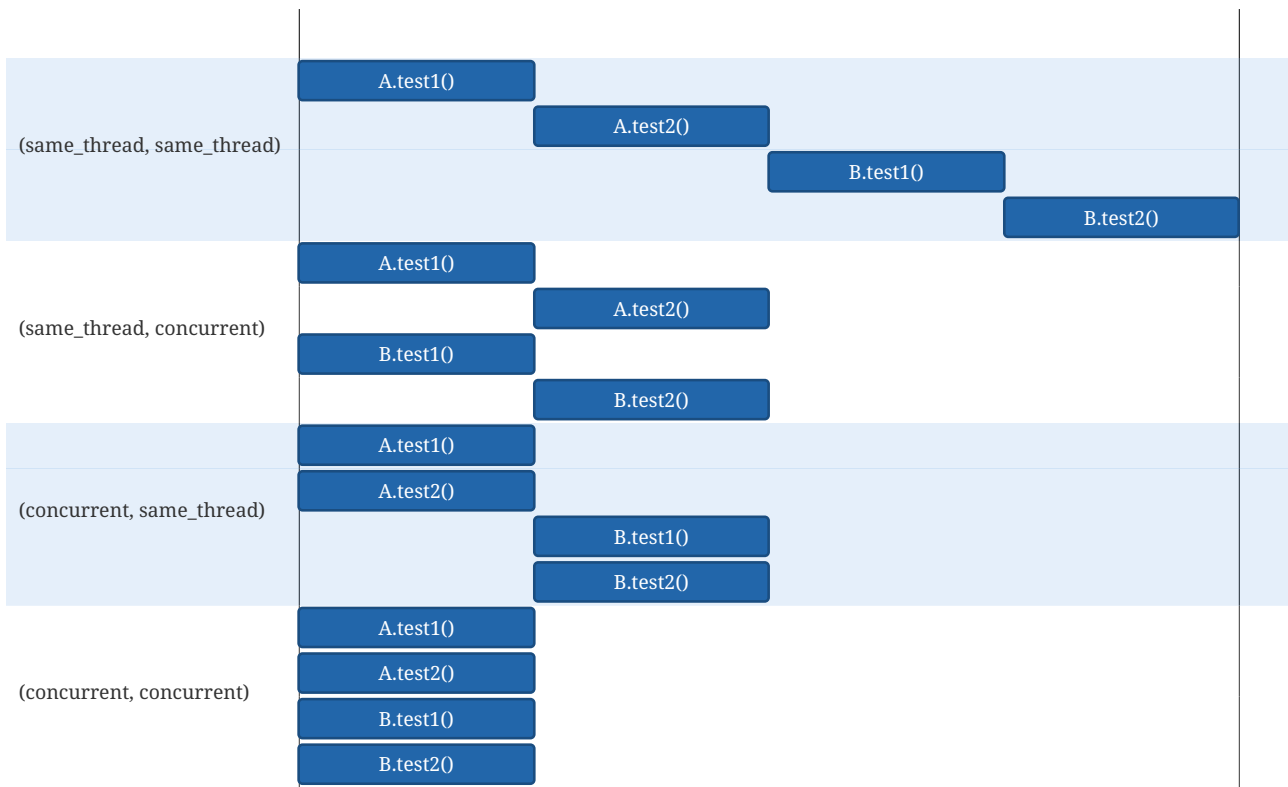 A.test1()
A.test2()
(same_thread, same_thread)
B.test1()
B.test2()
A.test1()
A.test2()
(same_thread, concurrent)
B.test1()
B.test2()
A.test1()
A.test2()
(concurrent, same_thread)
B.test1()
B.test2()
A.test1()
A.test2()
(concurrent, concurrent)
B.test1()
B.test2()